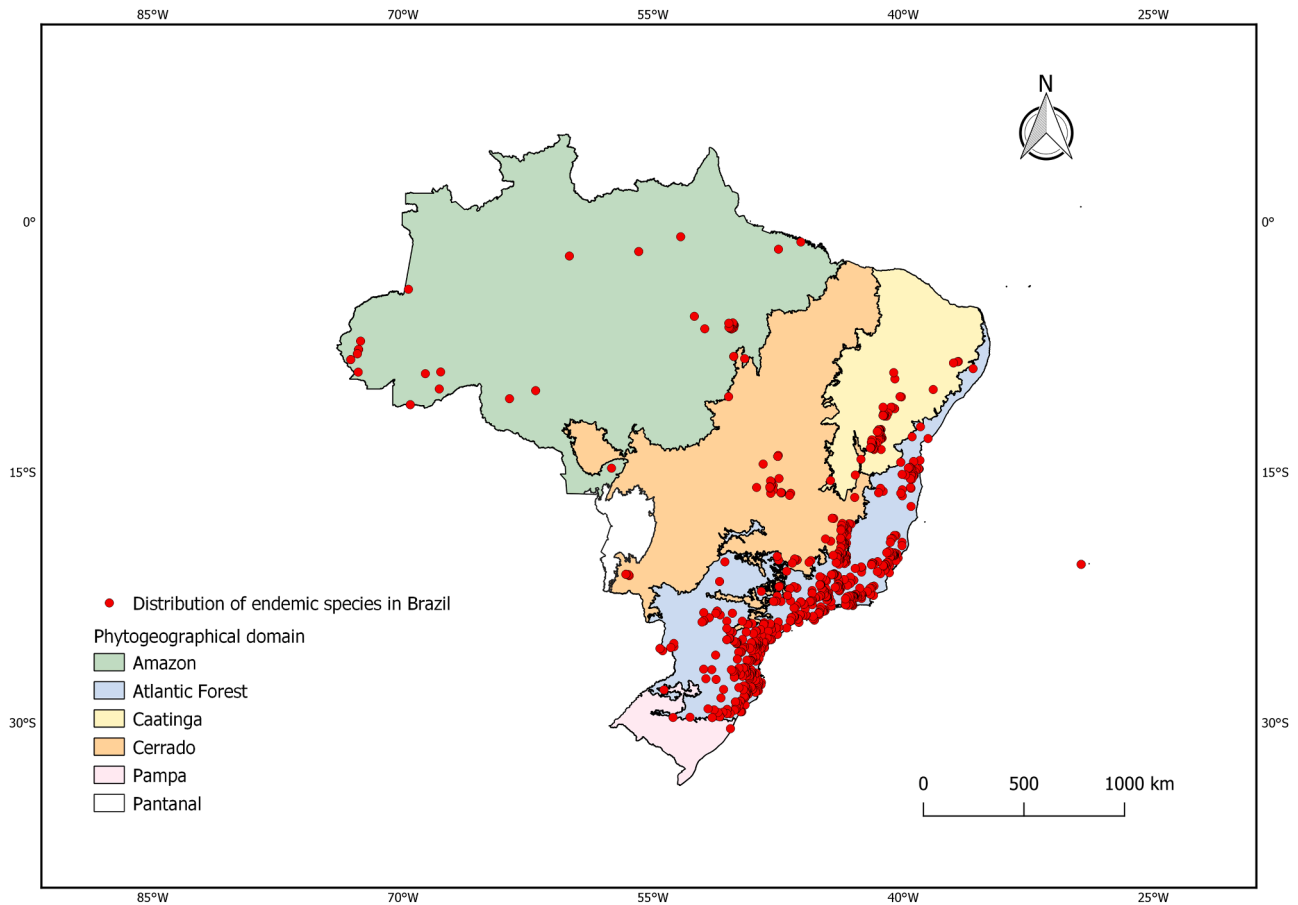 85°W 70°W 55°W 40°W 25°W
N
0° 0°
15°S 15°S
Distribution of endemic species in Brazil
Phytogeographical domain
Amazon
Atlantic Forest
Caatinga
30°S 30°S
Cerrado
Pampa
0 500 1000 km
Pantanal
85°W 70°W 55°W 40°W 25°W